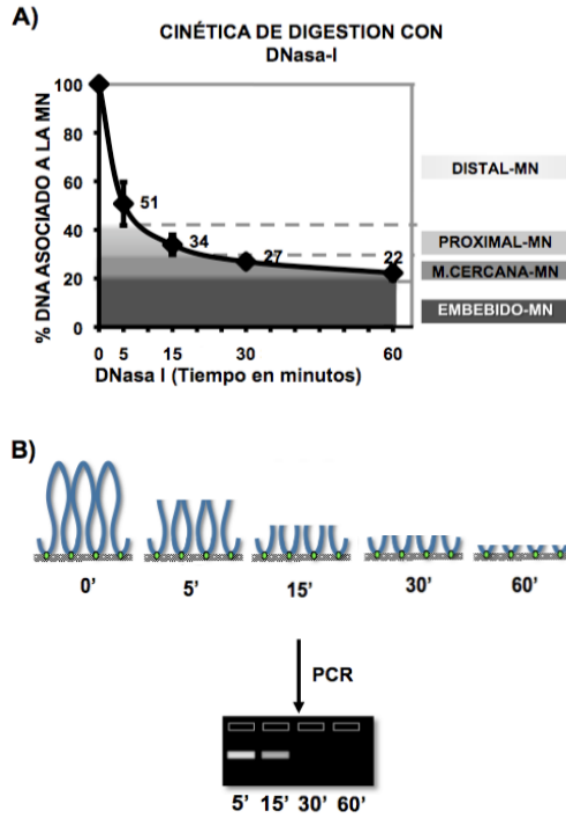 A)
CINÉTICA DE DIGESTION CON
DNasa-I
% DNA ASOCIADO A LA MN
100
80
60
40
20
0
51
34
27
22
0 5 15 30 60
DNasa I (Tiempo en minutos)
DISTAL-MN
PROXIMAL-MN
M.CERCANA-MN
EMBEBIDO-MN
B)
0' 5' 15' 30' 60'
PCR
5' 15' 30' 60'